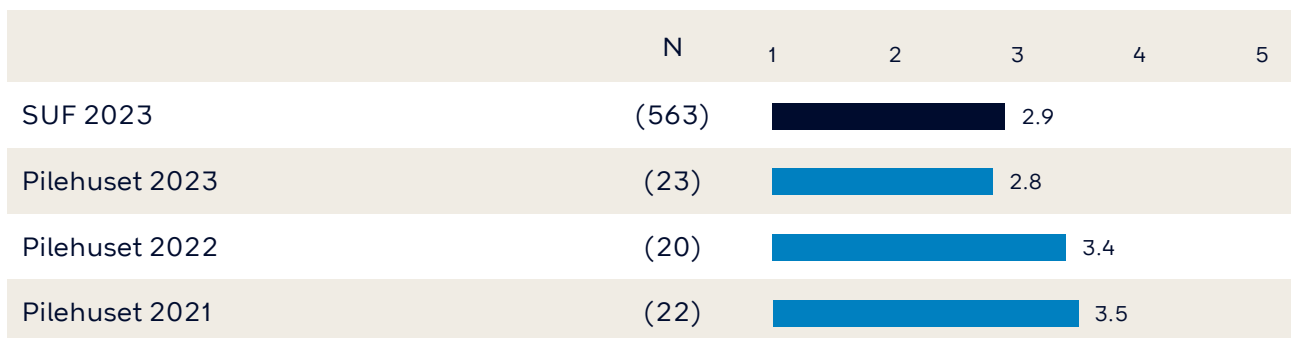 N 1 2 3 4 5
SUF 2023 (563) 2.9
Pilehuset 2023 (23) 2.8
Pilehuset 2022 (20) 3.4
Pilehuset 2021 (22) 3.5